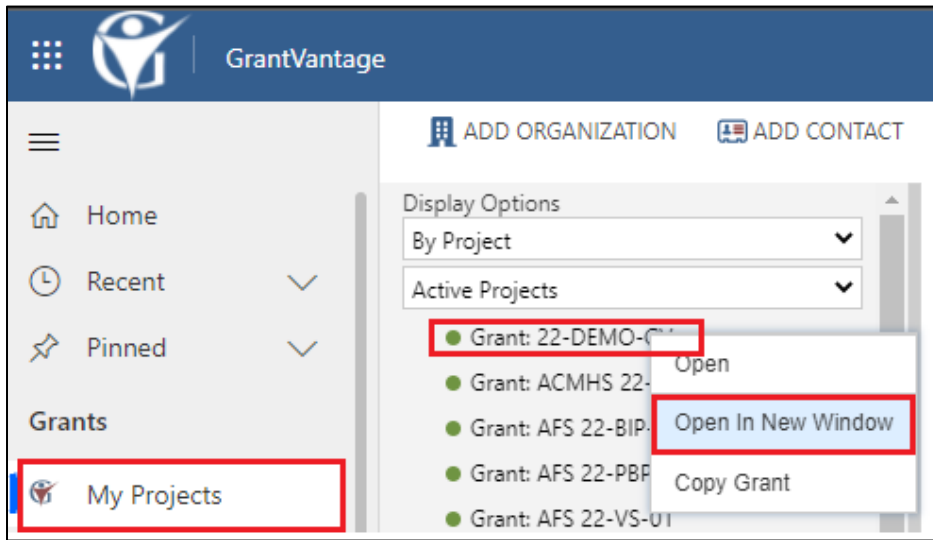 GrantVantage
ADD ORGANIZATION
ADD CONTACT
Home
Recent
Pinned
Grants
My Projects
Display Options
By Project
Active Projects
Grant: 22-DEMO-
Grant: ACMHS 22-
Grant: AFS 22-BIP-
Grant: AFS 22-PBP
Grant: AFS 22-VS-01
Open
Open In New Window
Copy Grant